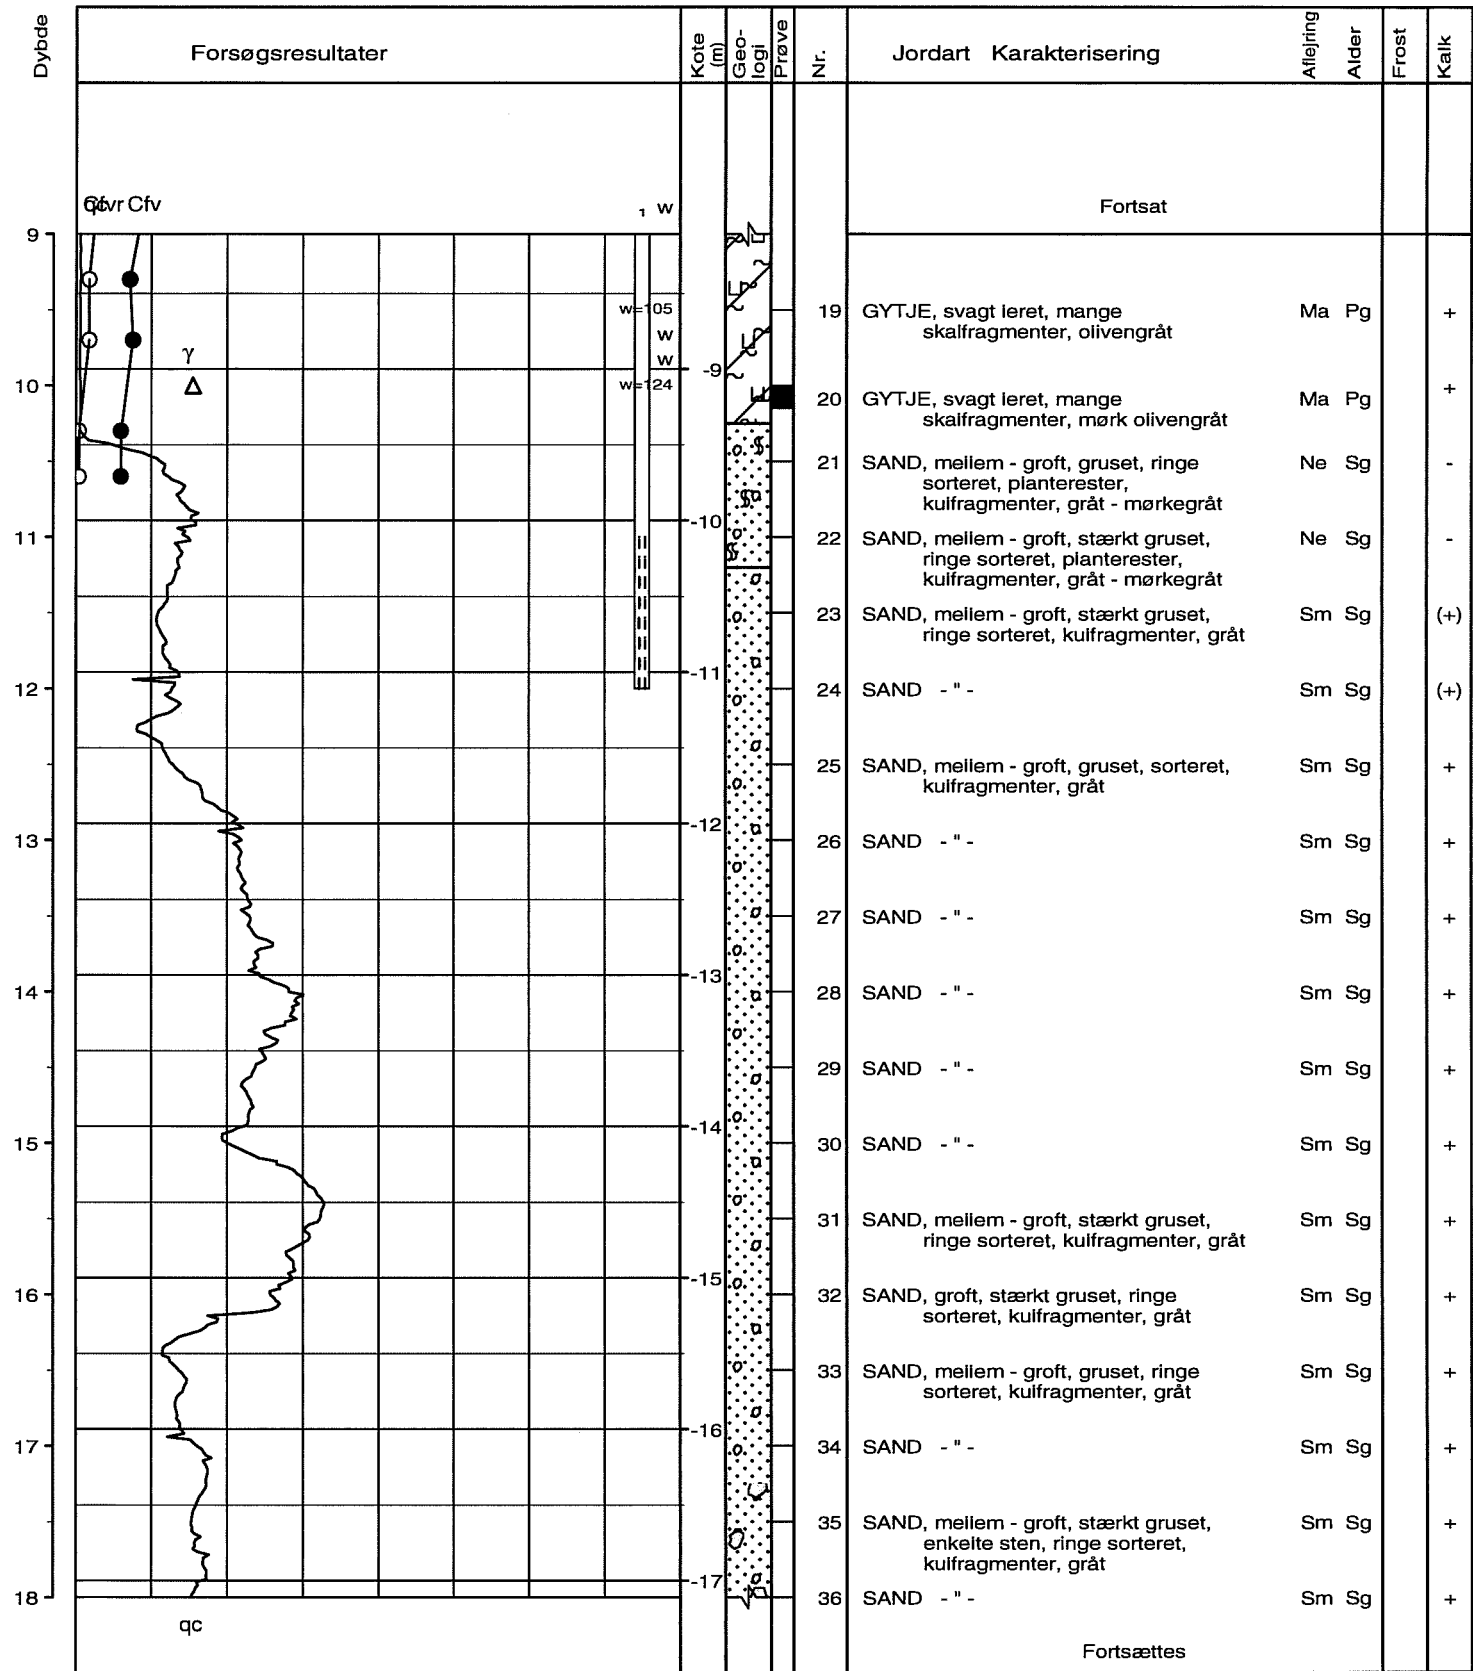 Dybde Forsøgsresultater Kote (m) Geo-logi Prøve Nr. Jordart Karakterisering Aflejring Alder Frost Kalk
Cfv w Fortsat
9
w=105 19 GYTJE, svagt leret, mange Ma Pg +
skalfragmenter, olivengråt
w
γ w
-9
10 w=124 20 GYTJE, svagt leret, mange Ma Pg +
skalfragmenter, mørk olivengråt
21 SAND, mellem - groft, gruset, ringe Ne Sg -
sorteret, planterester,
kulfragmenter, gråt - mørkegråt
-10
11 22 SAND, mellem - groft, stærkt gruset, Ne Sg -
ringe sorteret, planterester,
kulfragmenter, gråt - mørkegråt
23 SAND, mellem - groft, stærkt gruset, Sm Sg (+)
ringe sorteret, kulfragmenter, gråt
-11
12 24 SAND - " - Sm Sg (+)
25 SAND, mellem - groft, gruset, sorteret, Sm Sg +
kulfragmenter, gråt
-12
13 26 SAND - " - Sm Sg +
27 SAND - " - Sm Sg +
-13
14 28 SAND - " - Sm Sg +
29 SAND - " - Sm Sg +
-14
15 30 SAND - " - Sm Sg +
31 SAND, mellem - groft, stærkt gruset, Sm Sg +
ringe sorteret, kulfragmenter, gråt
-15
16 32 SAND, groft, stærkt gruset, ringe Sm Sg +
sorteret, kulfragmenter, gråt
33 SAND, mellem - groft, gruset, ringe Sm Sg +
sorteret, kulfragmenter, gråt
-16
17 34 SAND - " - Sm Sg +
35 SAND, mellem - groft, stærkt gruset, Sm Sg +
enkelte sten, ringe sorteret,
kulfragmenter, gråt
-17
18 36 SAND - " - Sm Sg +
qc
Fortsættes